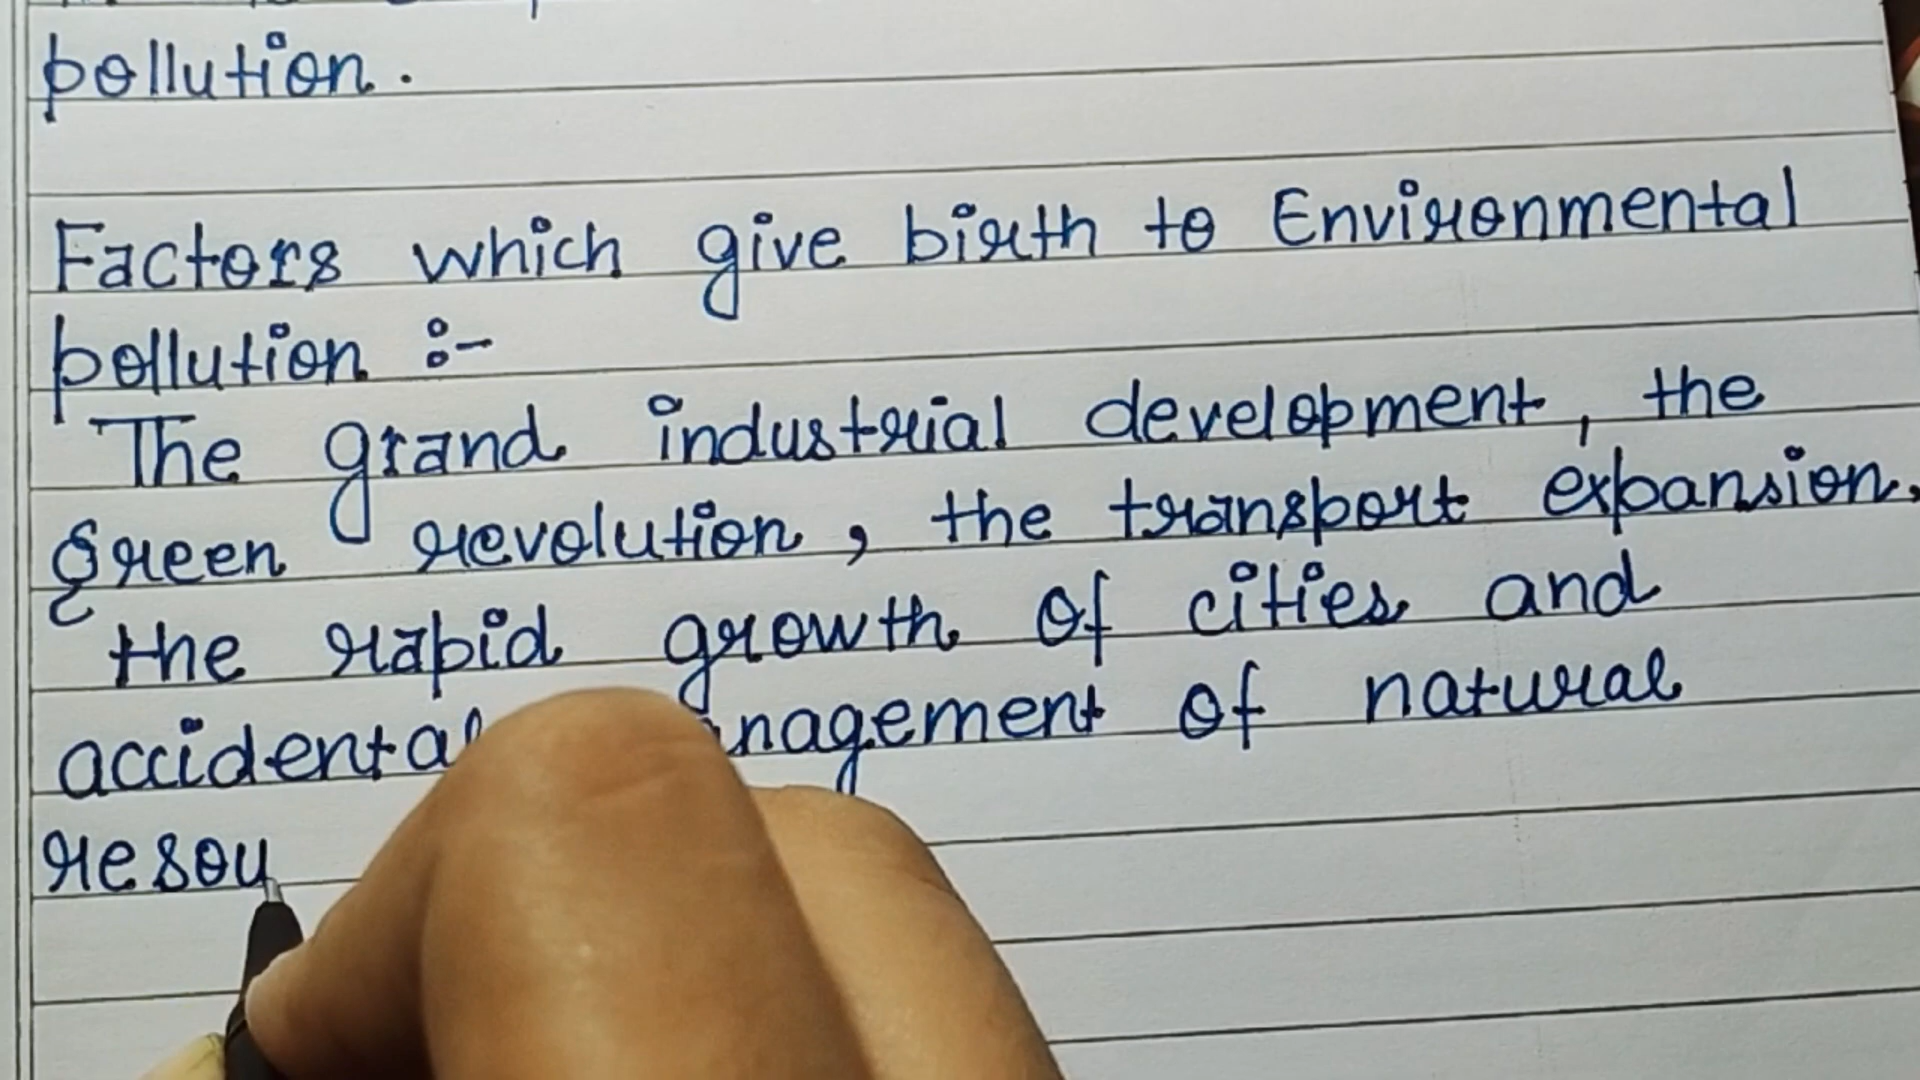 pollution.
Factors which give birth to Environmental
pollution :-
The grand industrial development, the
green revolution, the transport expansion,
the rapid growth of cities and
accidental of natural
resou